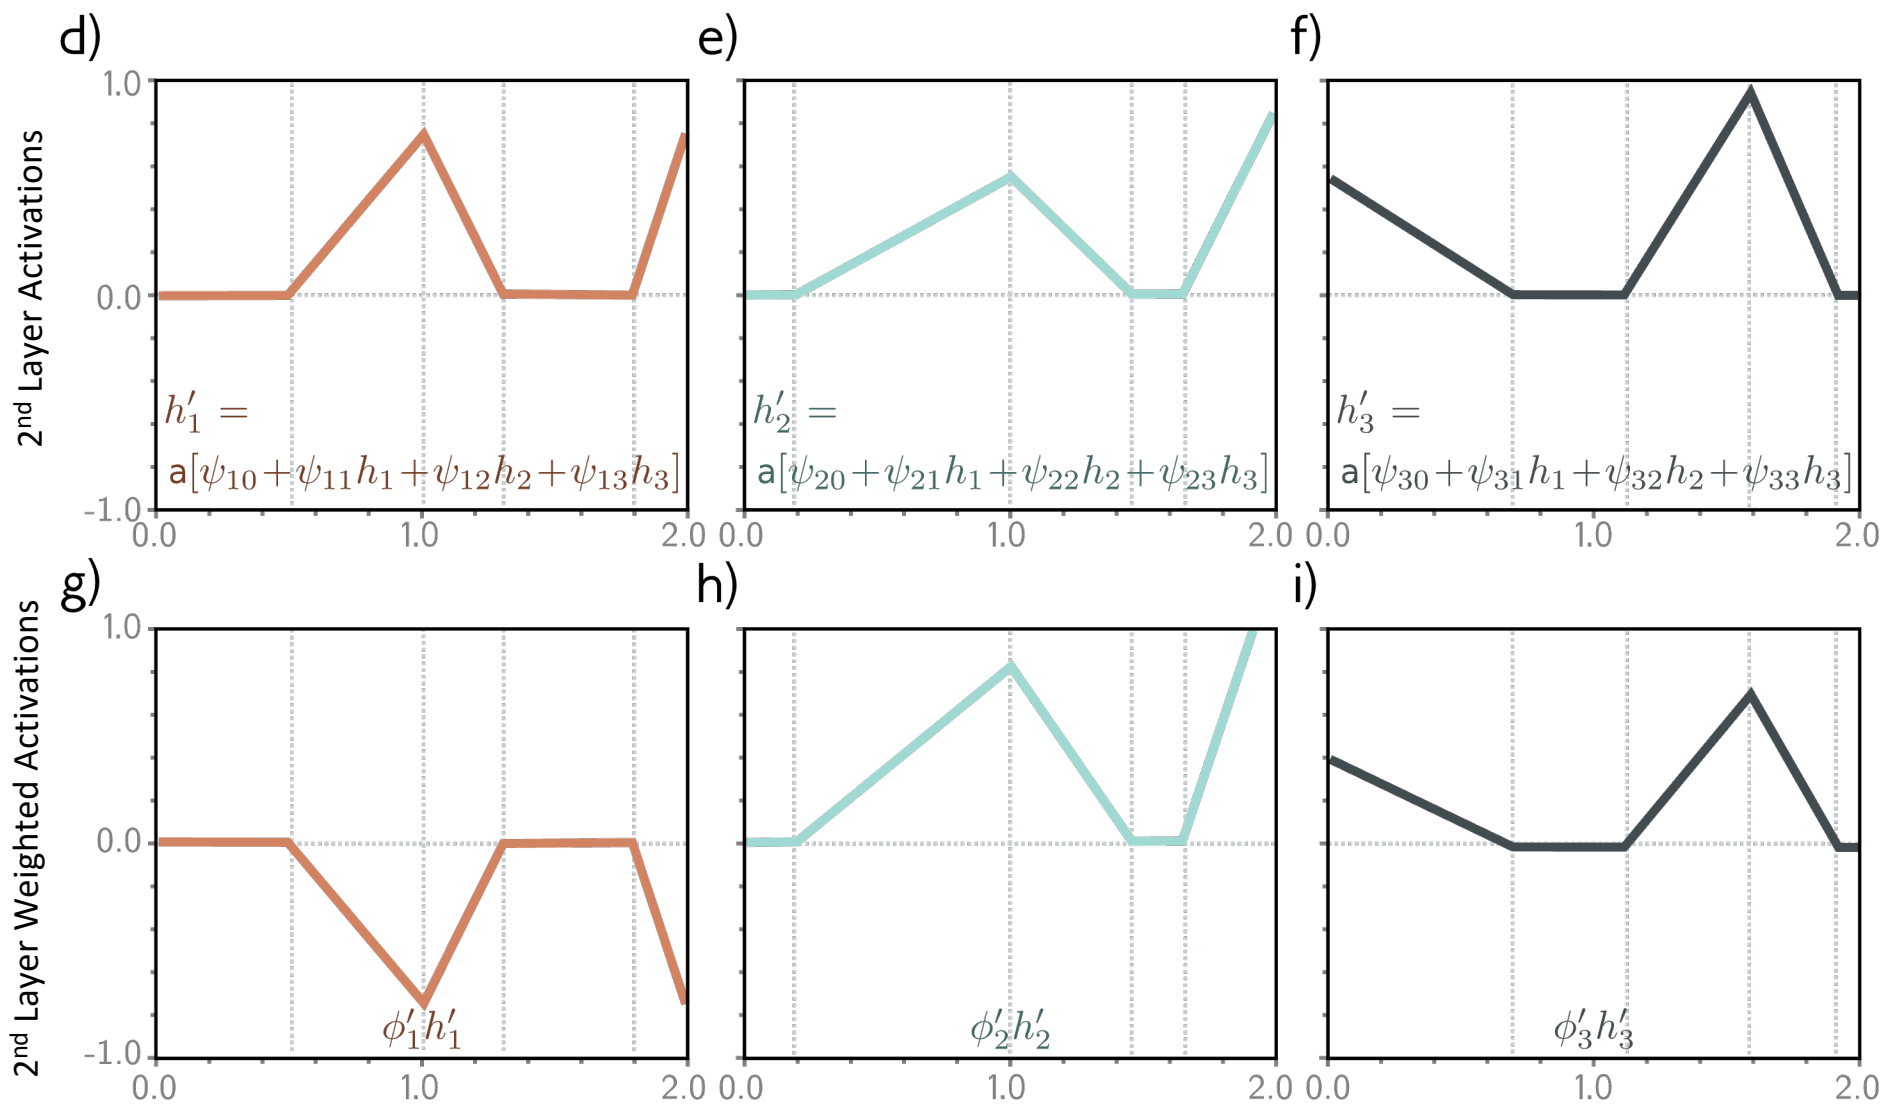 d)
e)
f)
2nd Layer Activations
1.0
0.0
-1.0
h′₁ =
a[ψ₁₀+ψ₁₁h₁+ψ₁₂h₂+ψ₁₃h₃]
h′₂ =
a[ψ₂₀+ψ₂₁h₁+ψ₂₂h₂+ψ₂₃h₃]
h′₃ =
a[ψ₃₀+ψ₃₁h₁+ψ₃₂h₂+ψ₃₃h₃]
0.0 1.0 2.0 0.0 1.0 2.0 0.0 1.0 2.0
g)
h)
i)
2nd Layer Weighted Activations
1.0
0.0
-1.0
ϕ′₁h′₁
ϕ′₂h′₂
ϕ′₃h′₃
0.0 1.0 2.0 0.0 1.0 2.0 0.0 1.0 2.0